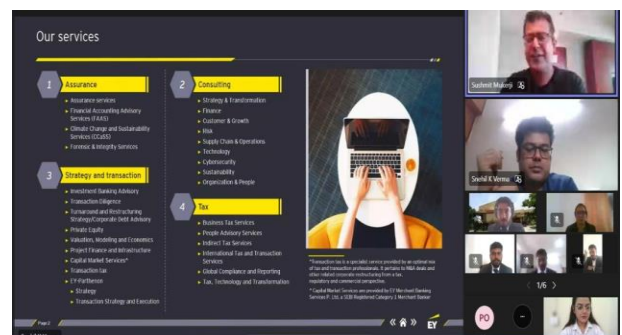 Our services
1 Assurance
Assurance services
Financial Accounting Advisory
Services (FAAS)
Climate Change and Sustainability
Services (CCaSS)
Forensic & Integrity Services
2 Consulting
Strategy & Transformation
Finance
Customer & Growth
Supply Chain & Operations
Technology
Cybersecurity
Sustainability
Organization & People
3 Strategy and transaction
Investment Banking Advisory
Transaction Diligence
Turnaround and Restructuring
Strategy/Corporate Debt Advisory
Private Equity
Valuation, Modeling and Economics
Project Finance and Infrastructure
Capital Market Services*
Transaction tax
EY-Parthenon
Strategy
Transaction Strategy and Execution
4 Tax
Business Tax Services
People Advisory Services
Indirect Tax Services
International Tax and Transaction
Services
Global Compliance and Reporting
Tax, Technology and Transformation
*Transaction tax is a specialist service provided by an optimal mix
of tax and transaction professionals. It pertains to M&A deals and
other related corporate restructuring from a tax,
regulatory and commercial perspective.
* Capital Market Services are provided by EY Merchant Banking
Services P. Ltd, a SEBI Registered Category 1 Merchant Banker
Page 2
EY
Sushmit Mukerji
Snehil K Verma
1/6
PO